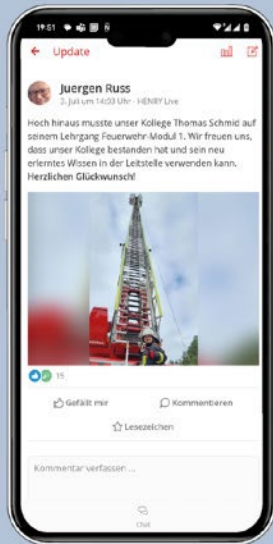 19:51
Update
Juergen Russ
2. Juli um 14:03 Uhr · HENRY Live
Hoch hinaus musste unser Kollege Thomas Schmid auf
seinem Lehrgang Feuerwehr-Modul 1. Wir freuen uns,
dass unser Kollege bestanden hat und sein neu
erlerntes Wissen in der Leitstelle verwenden kann.
Herzlichen Glückwunsch!
15
Gefällt mir
Kommentieren
Lesezeichen
Kommentar verfassen ...
Chat